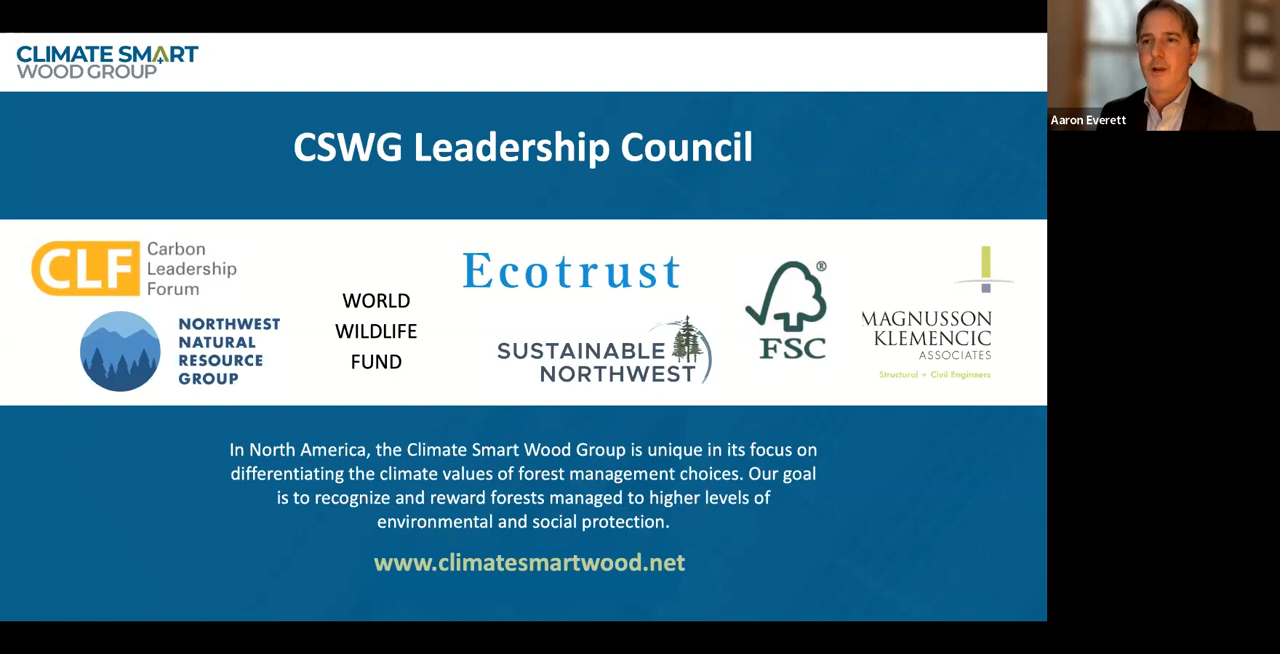 CLIMATE SMART
WOOD GROUP
Aaron Everett
CSWG Leadership Council
CLF
Carbon
Leadership
Forum
NORTHWEST
NATURAL
RESOURCE
GROUP
WORLD
WILDLIFE
FUND
Ecotrust
SUSTAINABLE
NORTHWEST
®
FSC
MAGNUSSON
KLEMENCIC
ASSOCIATES
Structural + Civil Engineers
In North America, the Climate Smart Wood Group is unique in its focus on
differentiating the climate values of forest management choices. Our goal
is to recognize and reward forests managed to higher levels of
environmental and social protection.
www.climatesmartwood.net